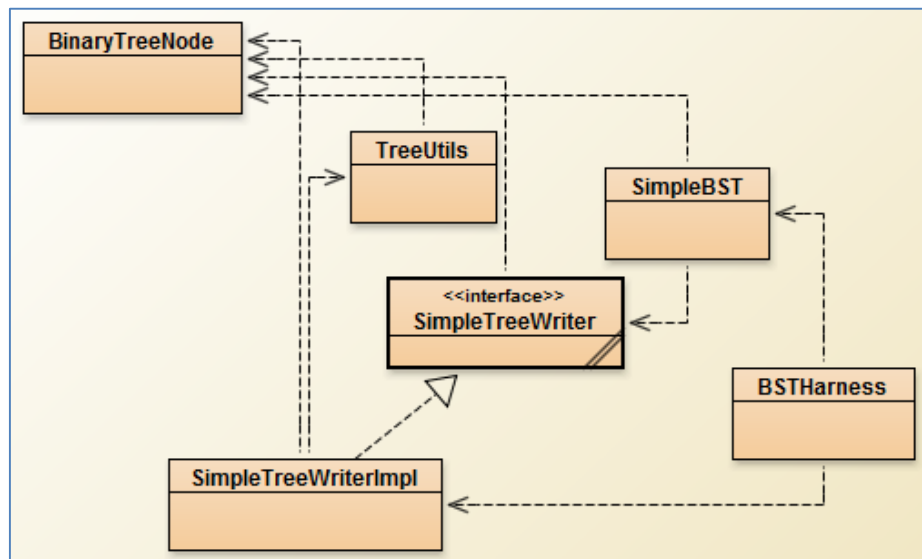 BinaryTreeNode
TreeUtils
SimpleBST
<<interface>>
SimpleTreeWriter
BSTHarness
SimpleTreeWriterImpl